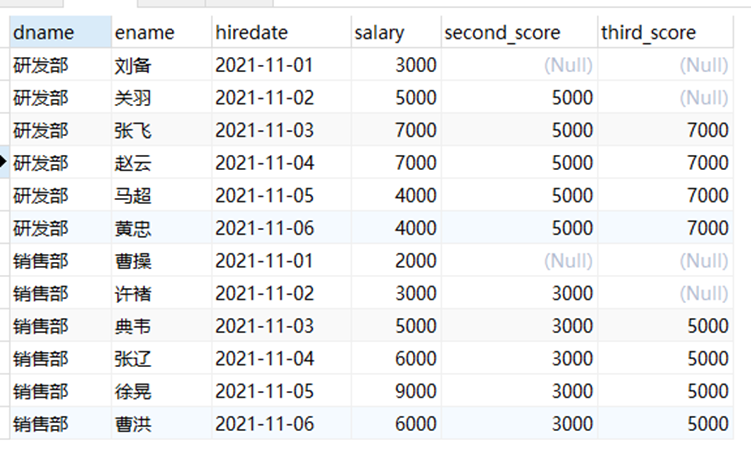 dname ename hiredate salary second_score third_score
研发部 刘备 2021-11-01 3000 (Null) (Null)
研发部 关羽 2021-11-02 5000 5000 (Null)
研发部 张飞 2021-11-03 7000 5000 7000
研发部 赵云 2021-11-04 7000 5000 7000
研发部 马超 2021-11-05 4000 5000 7000
研发部 黄忠 2021-11-06 4000 5000 7000
销售部 曹操 2021-11-01 2000 (Null) (Null)
销售部 许褚 2021-11-02 3000 3000 (Null)
销售部 典韦 2021-11-03 5000 3000 5000
销售部 张辽 2021-11-04 6000 3000 5000
销售部 徐晃 2021-11-05 9000 3000 5000
销售部 曹洪 2021-11-06 6000 3000 5000